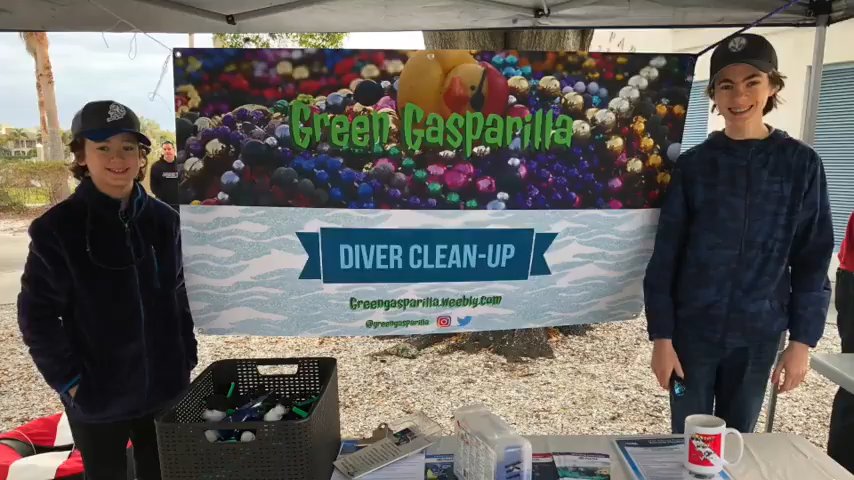 Green Gasparilla
DIVER CLEAN-UP
Greengasparilla.weebly.com
@greengasparilla